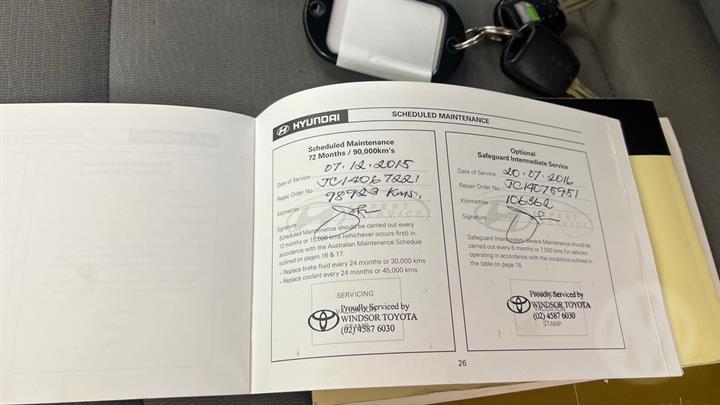 HYUNDAI
SCHEDULED MAINTENANCE
Scheduled Maintenance
72 Months / 90,000km's
Date of Service 07.12.2015
Repair Order No. JC14067221
Kilometres 98923 Kms.
Signature
EXPERT
SERVICE
Scheduled Maintenance should be carried out every
12 months or 15,000 kms (whichever occurs first) in
accordance with the Australian Maintenance Schedule
outlined on pages 16 & 17.
- Replace brake fluid every 24 months or 30,000 kms
- Replace coolant every 24 months or 45,000 kms
SERVICING
Proudly Serviced by
WINDSOR TOYOTA
(02) 4587 6030
STAMP
Optional
Safeguard Intermediate Service
Date of Service 20.07.2016
Repair Order No. JC14075951
Kilometres 106362
Signature
EXPERT
SERVICE
Safeguard Intermediate Severe Maintenance should be
carried out every 6 months or 7,500 kms for vehicles
operating in accordance with the conditions outlined in
the table on page 18.
Proudly Serviced by
WINDSOR TOYOTA
(02) 4587 6030
STAMP
26